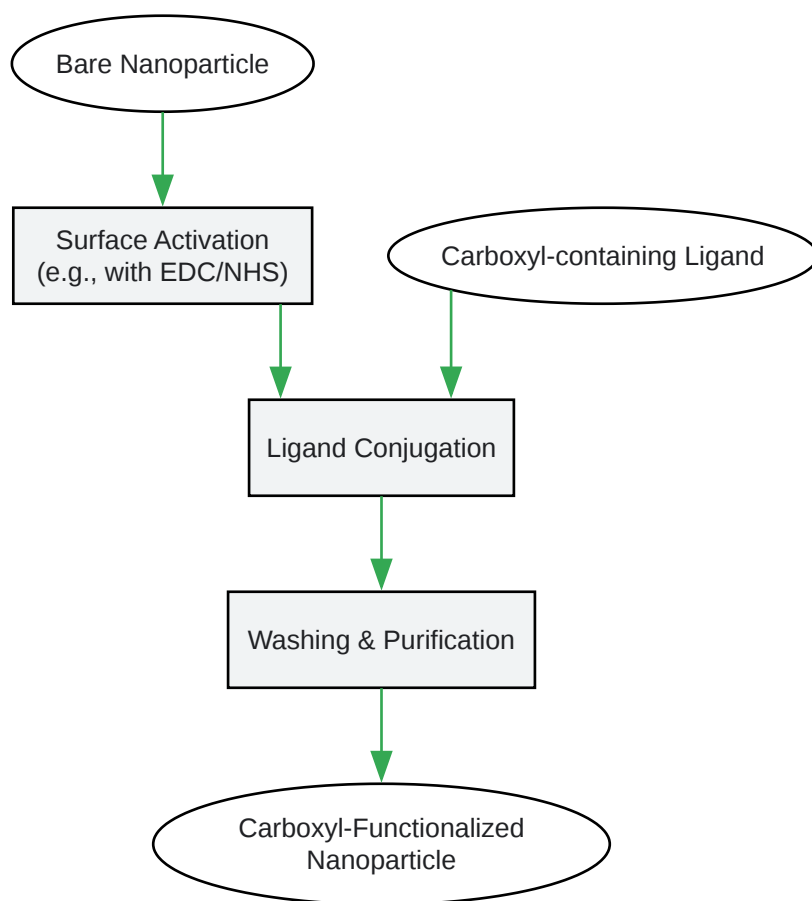 Bare Nanoparticle
Surface Activation
(e.g., with EDC/NHS)
Carboxyl-containing Ligand
Ligand Conjugation
Washing & Purification
Carboxyl-Functionalized
Nanoparticle